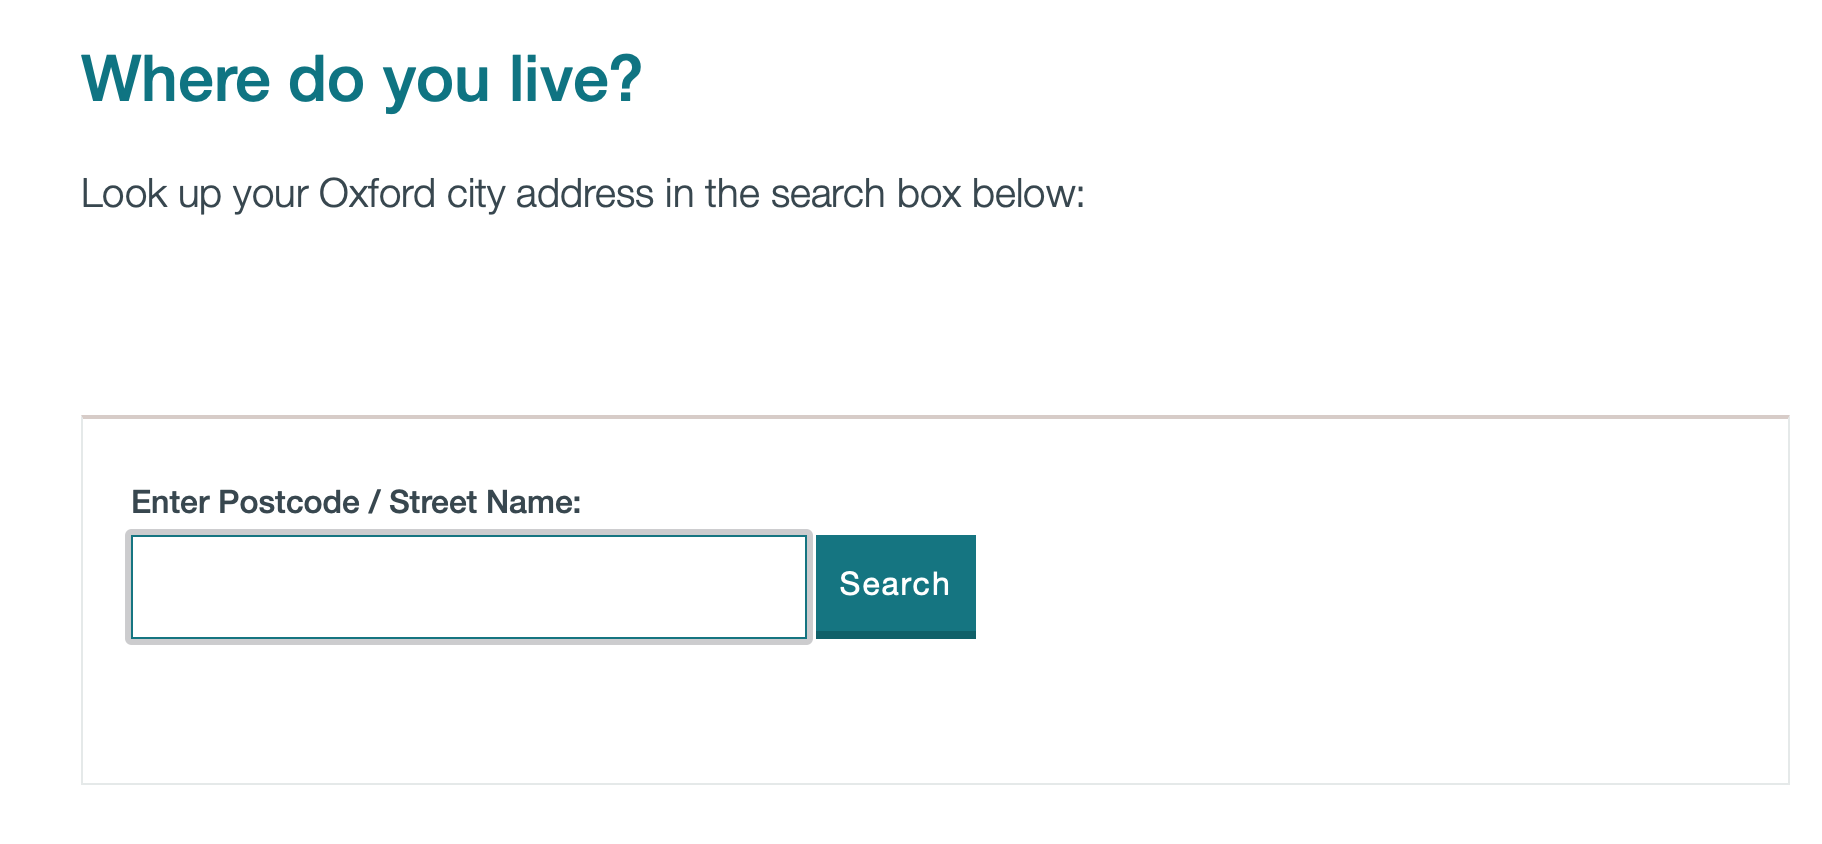 Where do you live?
Look up your Oxford city address in the search box below:
Enter Postcode / Street Name:
Search